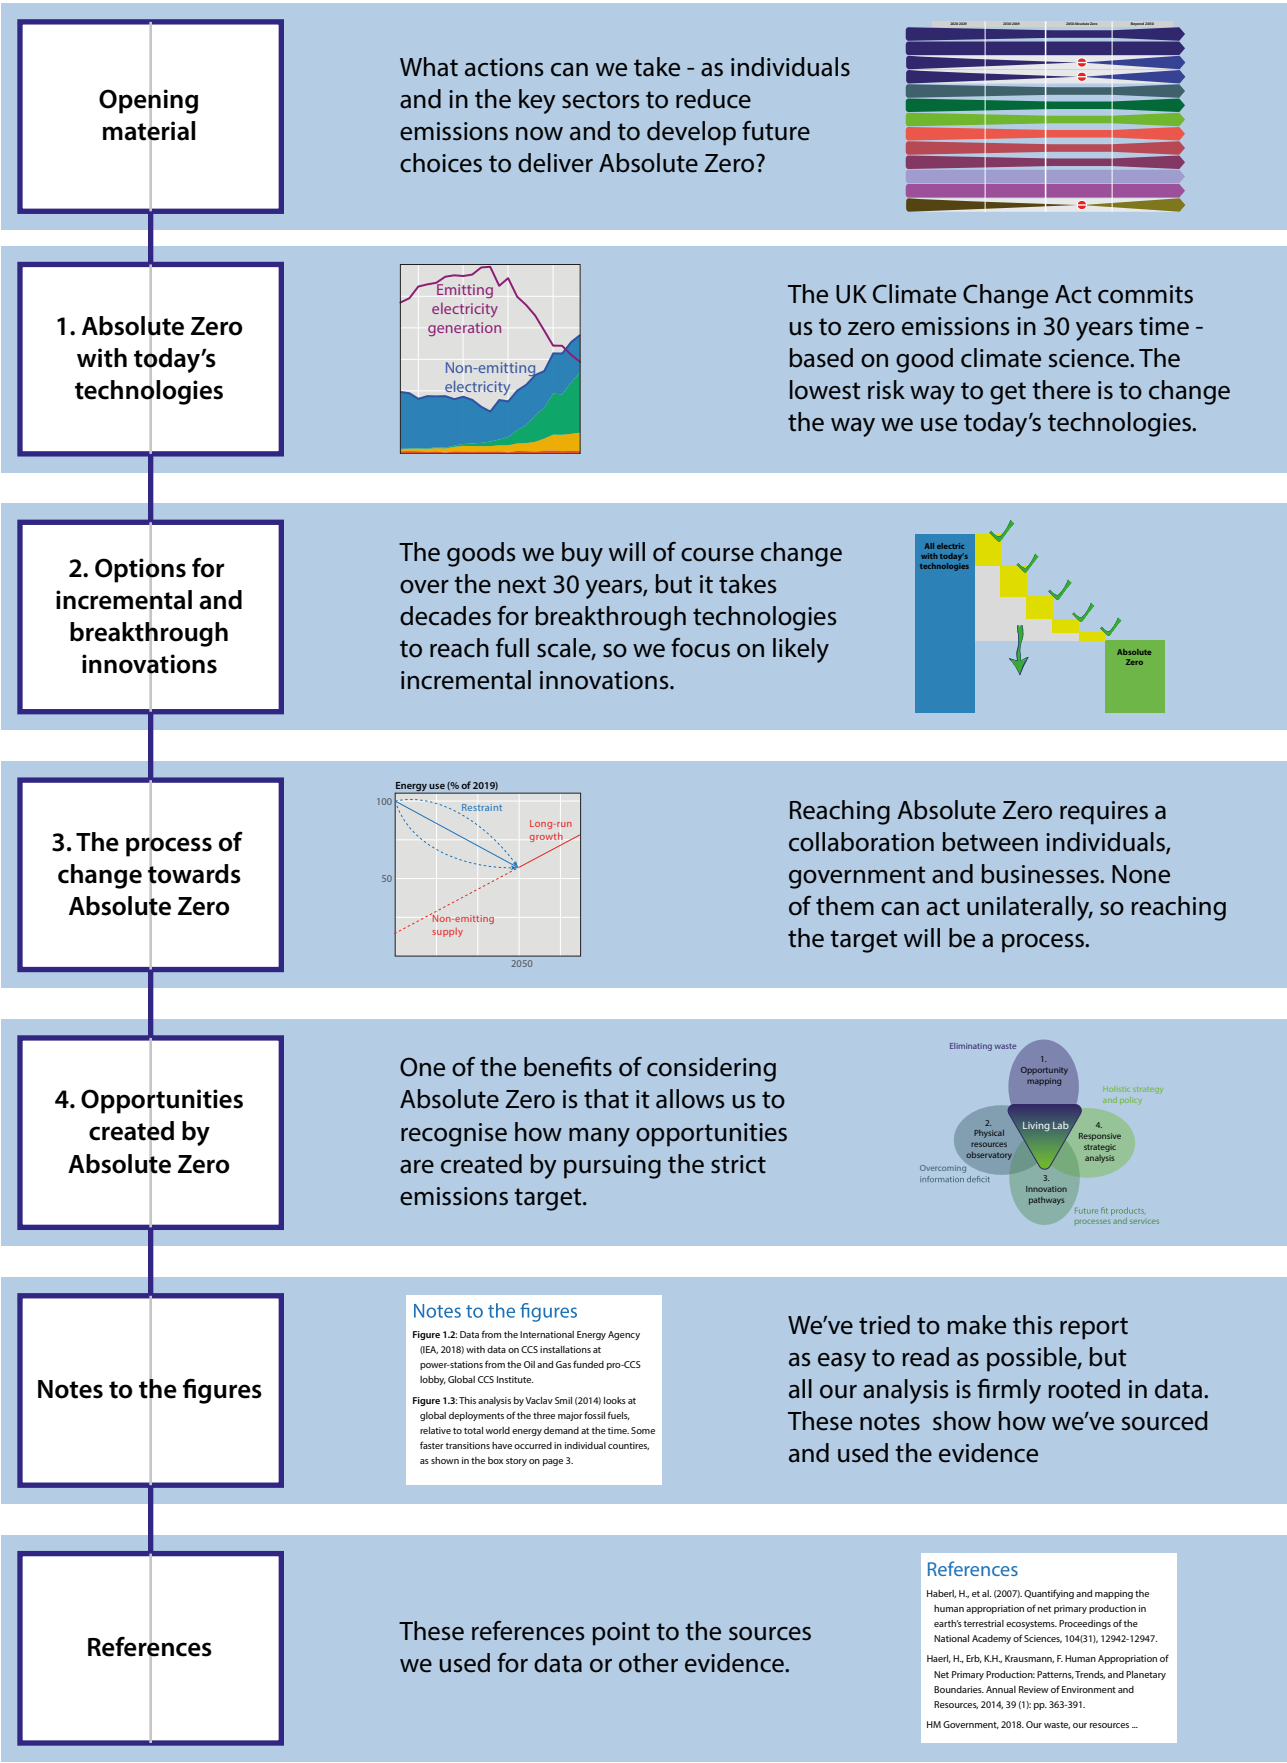 Opening
material
What actions can we take - as individuals
and in the key sectors to reduce
emissions now and to develop future
choices to deliver Absolute Zero?
2020-2029 2030-2049 2050 Absolute Zero Beyond 2050
1. Absolute Zero
with today’s
technologies
Emitting
electricity
generation
Non-emitting
electricity
The UK Climate Change Act commits
us to zero emissions in 30 years time -
based on good climate science. The
lowest risk way to get there is to change
the way we use today’s technologies.
2. Options for
incremental and
breakthrough
innovations
The goods we buy will of course change
over the next 30 years, but it takes
decades for breakthrough technologies
to reach full scale, so we focus on likely
incremental innovations.
All electric
with today's
technologies
Absolute
Zero
3. The process of
change towards
Absolute Zero
Energy use (% of 2019)
100
Restraint
Long-run
growth
50
Non-emitting
supply
2050
Reaching Absolute Zero requires a
collaboration between individuals,
government and businesses. None
of them can act unilaterally, so reaching
the target will be a process.
4. Opportunities
created by
Absolute Zero
One of the benefits of considering
Absolute Zero is that it allows us to
recognise how many opportunities
are created by pursuing the strict
emissions target.
Eliminating waste
1.
Opportunity
mapping
Holistic strategy
and policy
2.
Physical
resources
observatory
Living Lab
4.
Responsive
strategic
analysis
Overcoming
information deficit
3.
Innovation
pathways
Future fit products,
processes and services
Notes to the figures
Notes to the figures
Figure 1.2: Data from the International Energy Agency
(IEA, 2018) with data on CCS installations at
power-stations from the Oil and Gas funded pro-CCS
lobby, Global CCS Institute.
Figure 1.3: This analysis by Vaclav Smil (2014) looks at
global deployments of the three major fossil fuels,
relative to total world energy demand at the time. Some
faster transitions have occurred in individual countires,
as shown in the box story on page 3.
We’ve tried to make this report
as easy to read as possible, but
all our analysis is firmly rooted in data.
These notes show how we’ve sourced
and used the evidence
References
These references point to the sources
we used for data or other evidence.
References
Haberl, H., et al. (2007). Quantifying and mapping the
human appropriation of net primary production in
earth’s terrestrial ecosystems. Proceedings of the
National Academy of Sciences, 104(31), 12942-12947.
Haerl, H., Erb, K.H., Krausmann, F. Human Appropriation of
Net Primary Production: Patterns, Trends, and Planetary
Boundaries. Annual Review of Environment and
Resources, 2014, 39 (1): pp. 363-391.
HM Government, 2018. Our waste, our resources ...